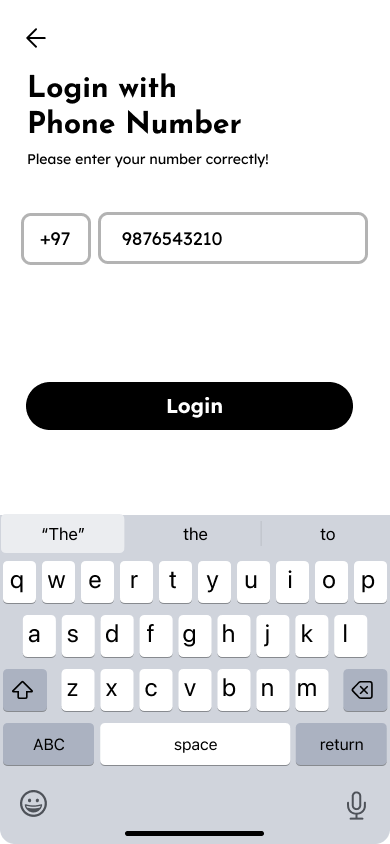 Login with
Phone Number
Please enter your number correctly!
+97 9876543210
Login
“The” the to
q w e r t y u i o p
a s d f g h j k l
z x c v b n m
ABC space return